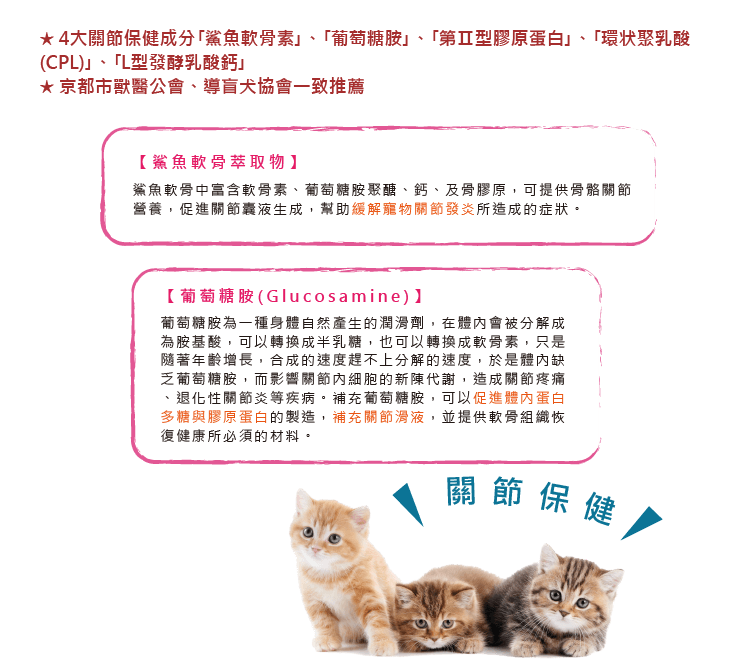 ★ 4大關節保健成分「鯊魚軟骨素」、「葡萄糖胺」、「第Ⅱ型膠原蛋白」、「環状聚乳酸
(CPL)」、「L型發酵乳酸鈣」
★ 京都市獸醫公會、導盲犬協會一致推薦
【鯊魚軟骨萃取物】
鯊魚軟骨中富含軟骨素、葡萄糖胺聚醣、鈣、及骨膠原，可提供骨骼關節
營養，促進關節囊液生成，幫助緩解寵物關節發炎所造成的症狀。
【葡萄糖胺(Glucosamine)】
葡萄糖胺為一種身體自然產生的潤滑劑，在體內會被分解成
為胺基酸，可以轉換成半乳糖，也可以轉換成軟骨素，只是
隨著年齡增長，合成的速度趕不上分解的速度，於是體內缺
乏葡萄糖胺，而影響關節內細胞的新陳代謝，造成關節疼痛
、退化性關節炎等疾病。補充葡萄糖胺，可以促進體內蛋白
多糖與膠原蛋白的製造，補充關節滑液，並提供軟骨組織恢
復健康所必須的材料。
關節保健